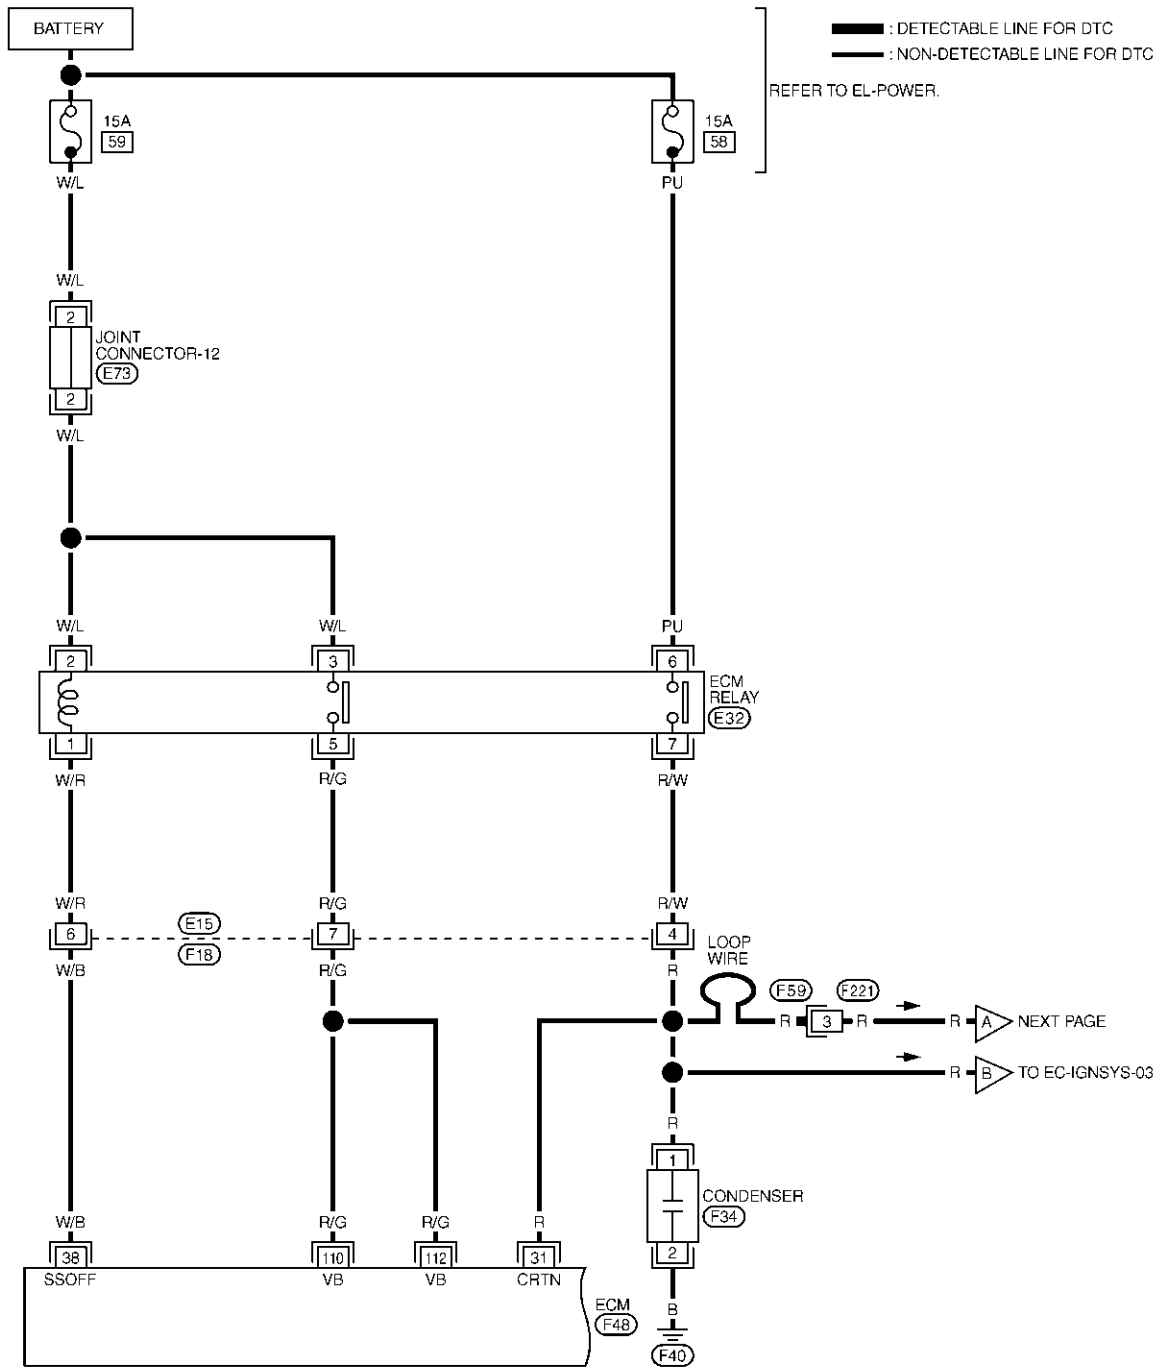 BATTERY
: DETECTABLE LINE FOR DTC
: NON-DETECTABLE LINE FOR DTC
REFER TO EL-POWER.
15A
59
15A
58
W/L
PU
W/L
2
JOINT
CONNECTOR-12
E73
2
W/L
W/L
W/L
PU
2
3
6
ECM
RELAY
E32
1
5
7
W/R
R/G
R/W
W/R
R/G
R/W
6
E15
F18
7
4
LOOP
WIRE
W/B
R/G
R
F59
F221
R
3
R
R
A
NEXT PAGE
R
B
TO EC-IGNSYS-03
R
1
CONDENSER
F34
2
W/B
R/G
R/G
R
38
110
112
31
SSOFF
VB
VB
CRTN
ECM
F48
B
F40